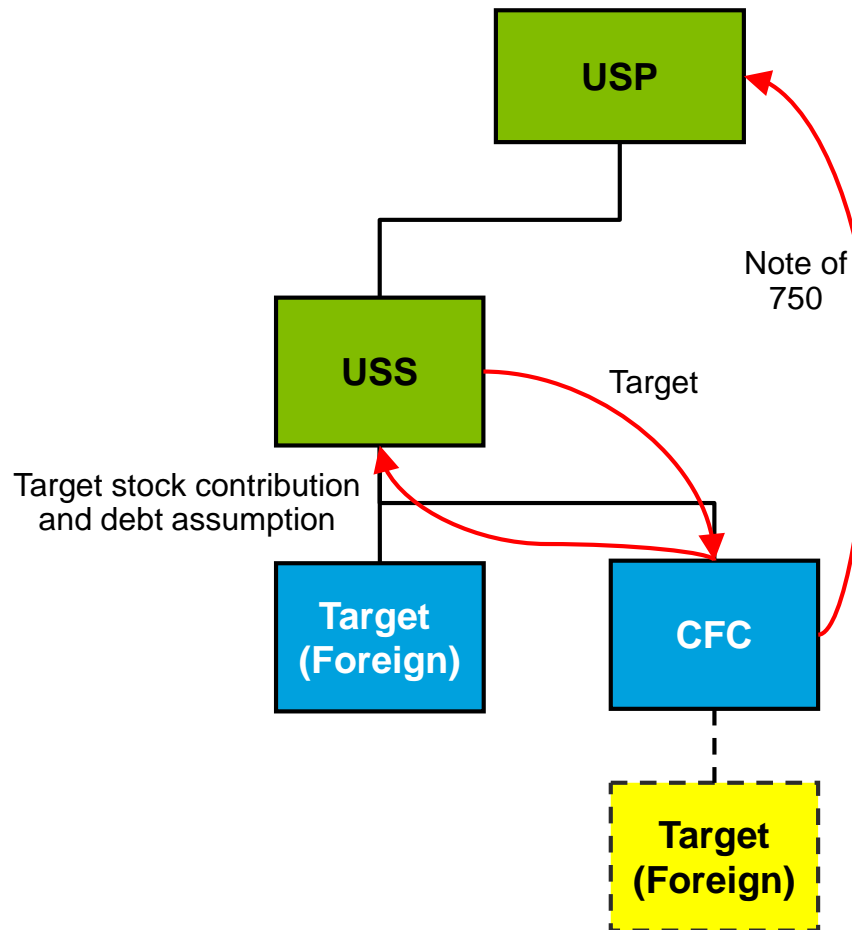 USP
Note of
750
USS
Target
Target stock contribution
and debt assumption
Target
(Foreign)
CFC
Target
(Foreign)